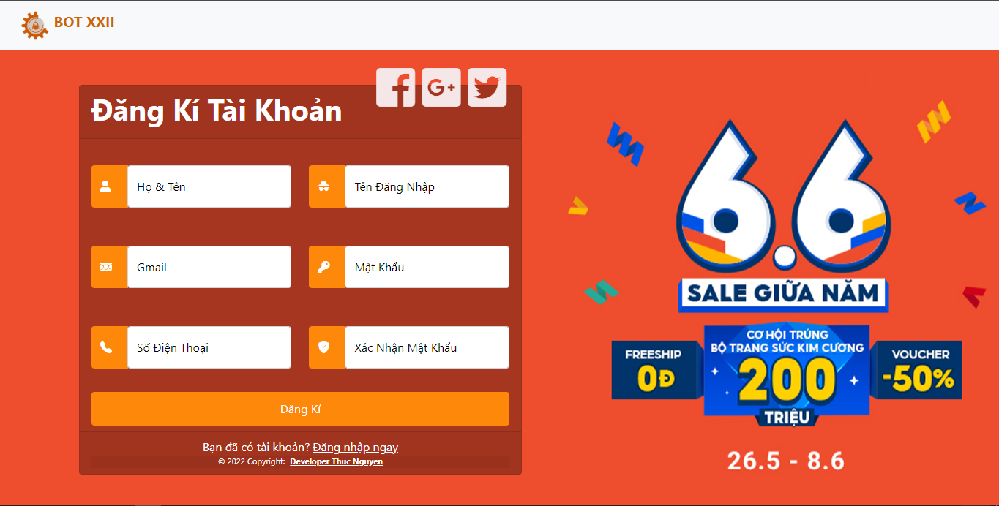 BOT XXII
Đăng Kí Tài Khoản
Họ & Tên
Tên Đăng Nhập
Gmail
Mật Khẩu
Số Điện Thoại
Xác Nhận Mật Khẩu
Đăng Kí
Bạn đã có tài khoản? Đăng nhập ngay
© 2022 Copyright: Developer Thuc Nguyen
6.6
SALE GIỮA NĂM
FREESHIP
0Đ
CƠ HỘI TRÚNG
BỘ TRANG SỨC KIM CƯƠNG
200
TRIỆU
VOUCHER
-50%
26.5 - 8.6